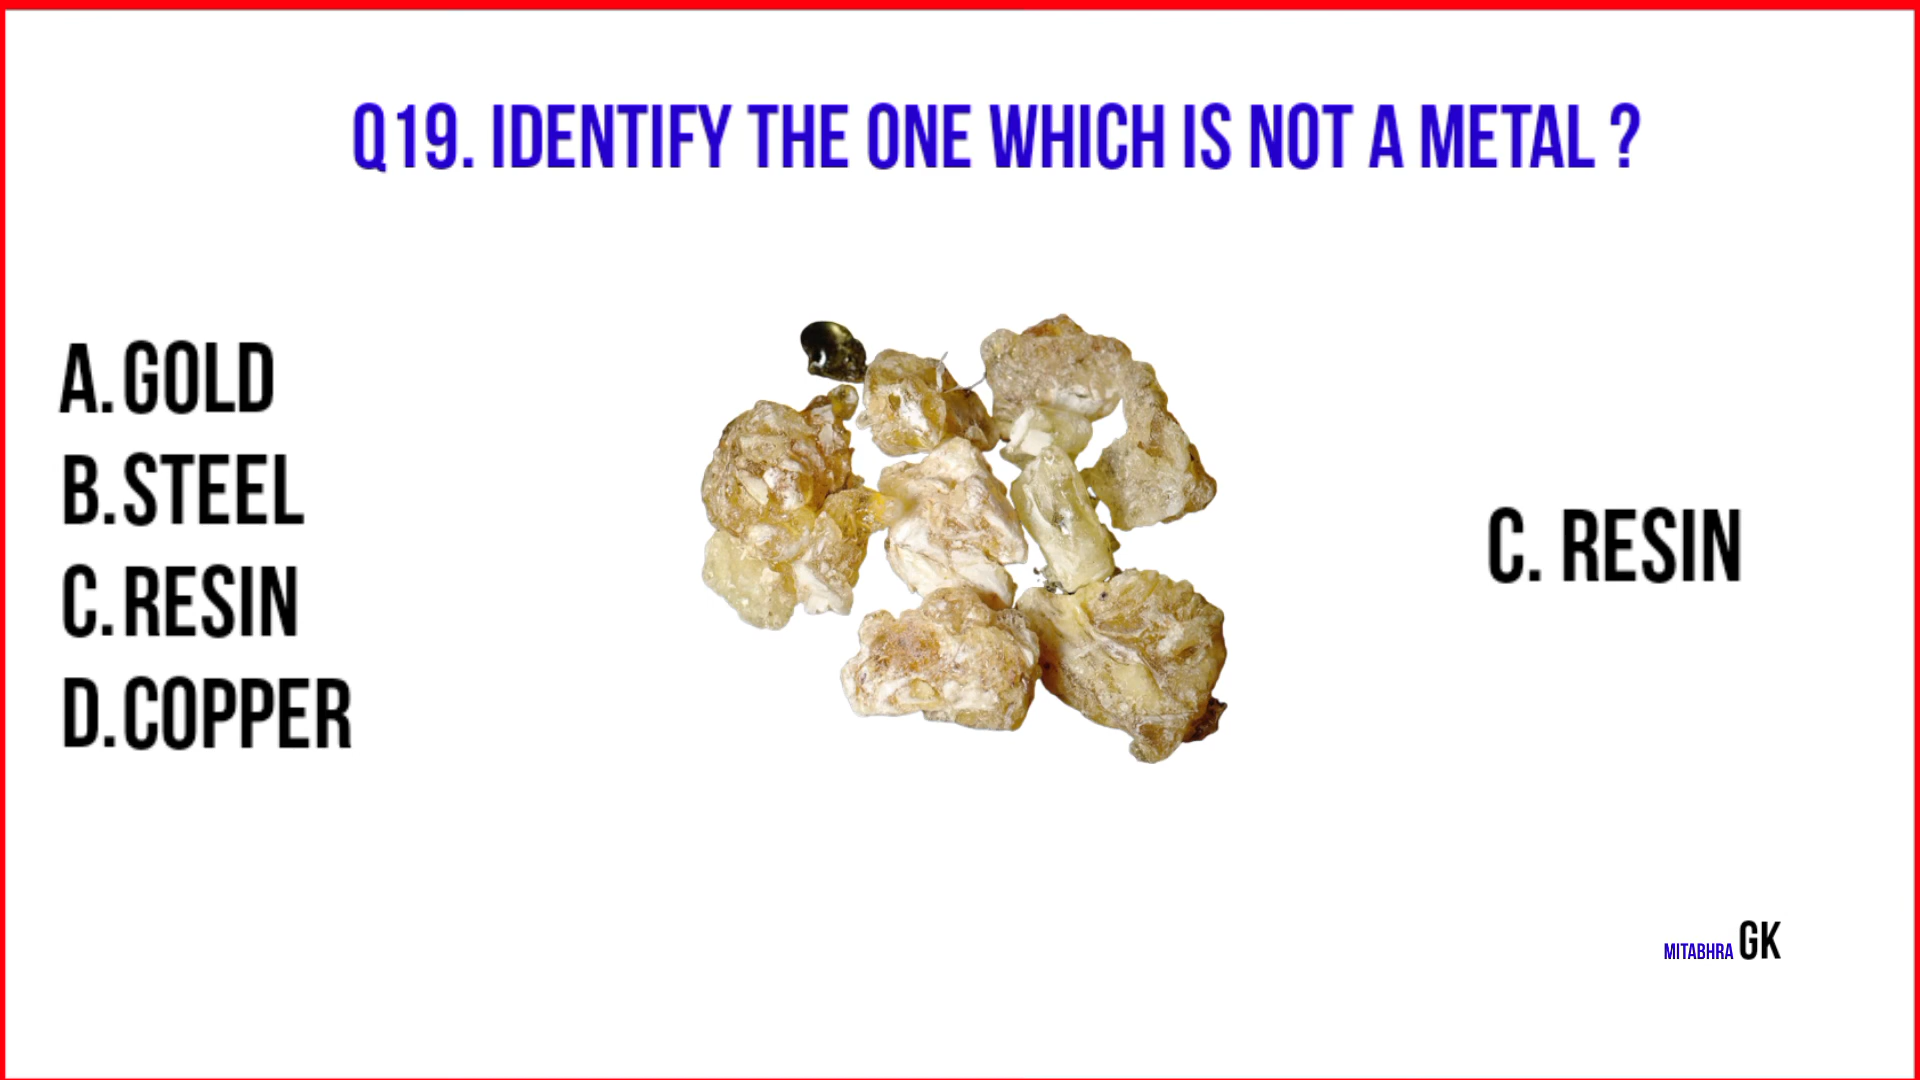 Q19. IDENTIFY THE ONE WHICH IS NOT A METAL ?
A. GOLD
B. STEEL
C. RESIN
D. COPPER
C. RESIN
MITABHRA GK